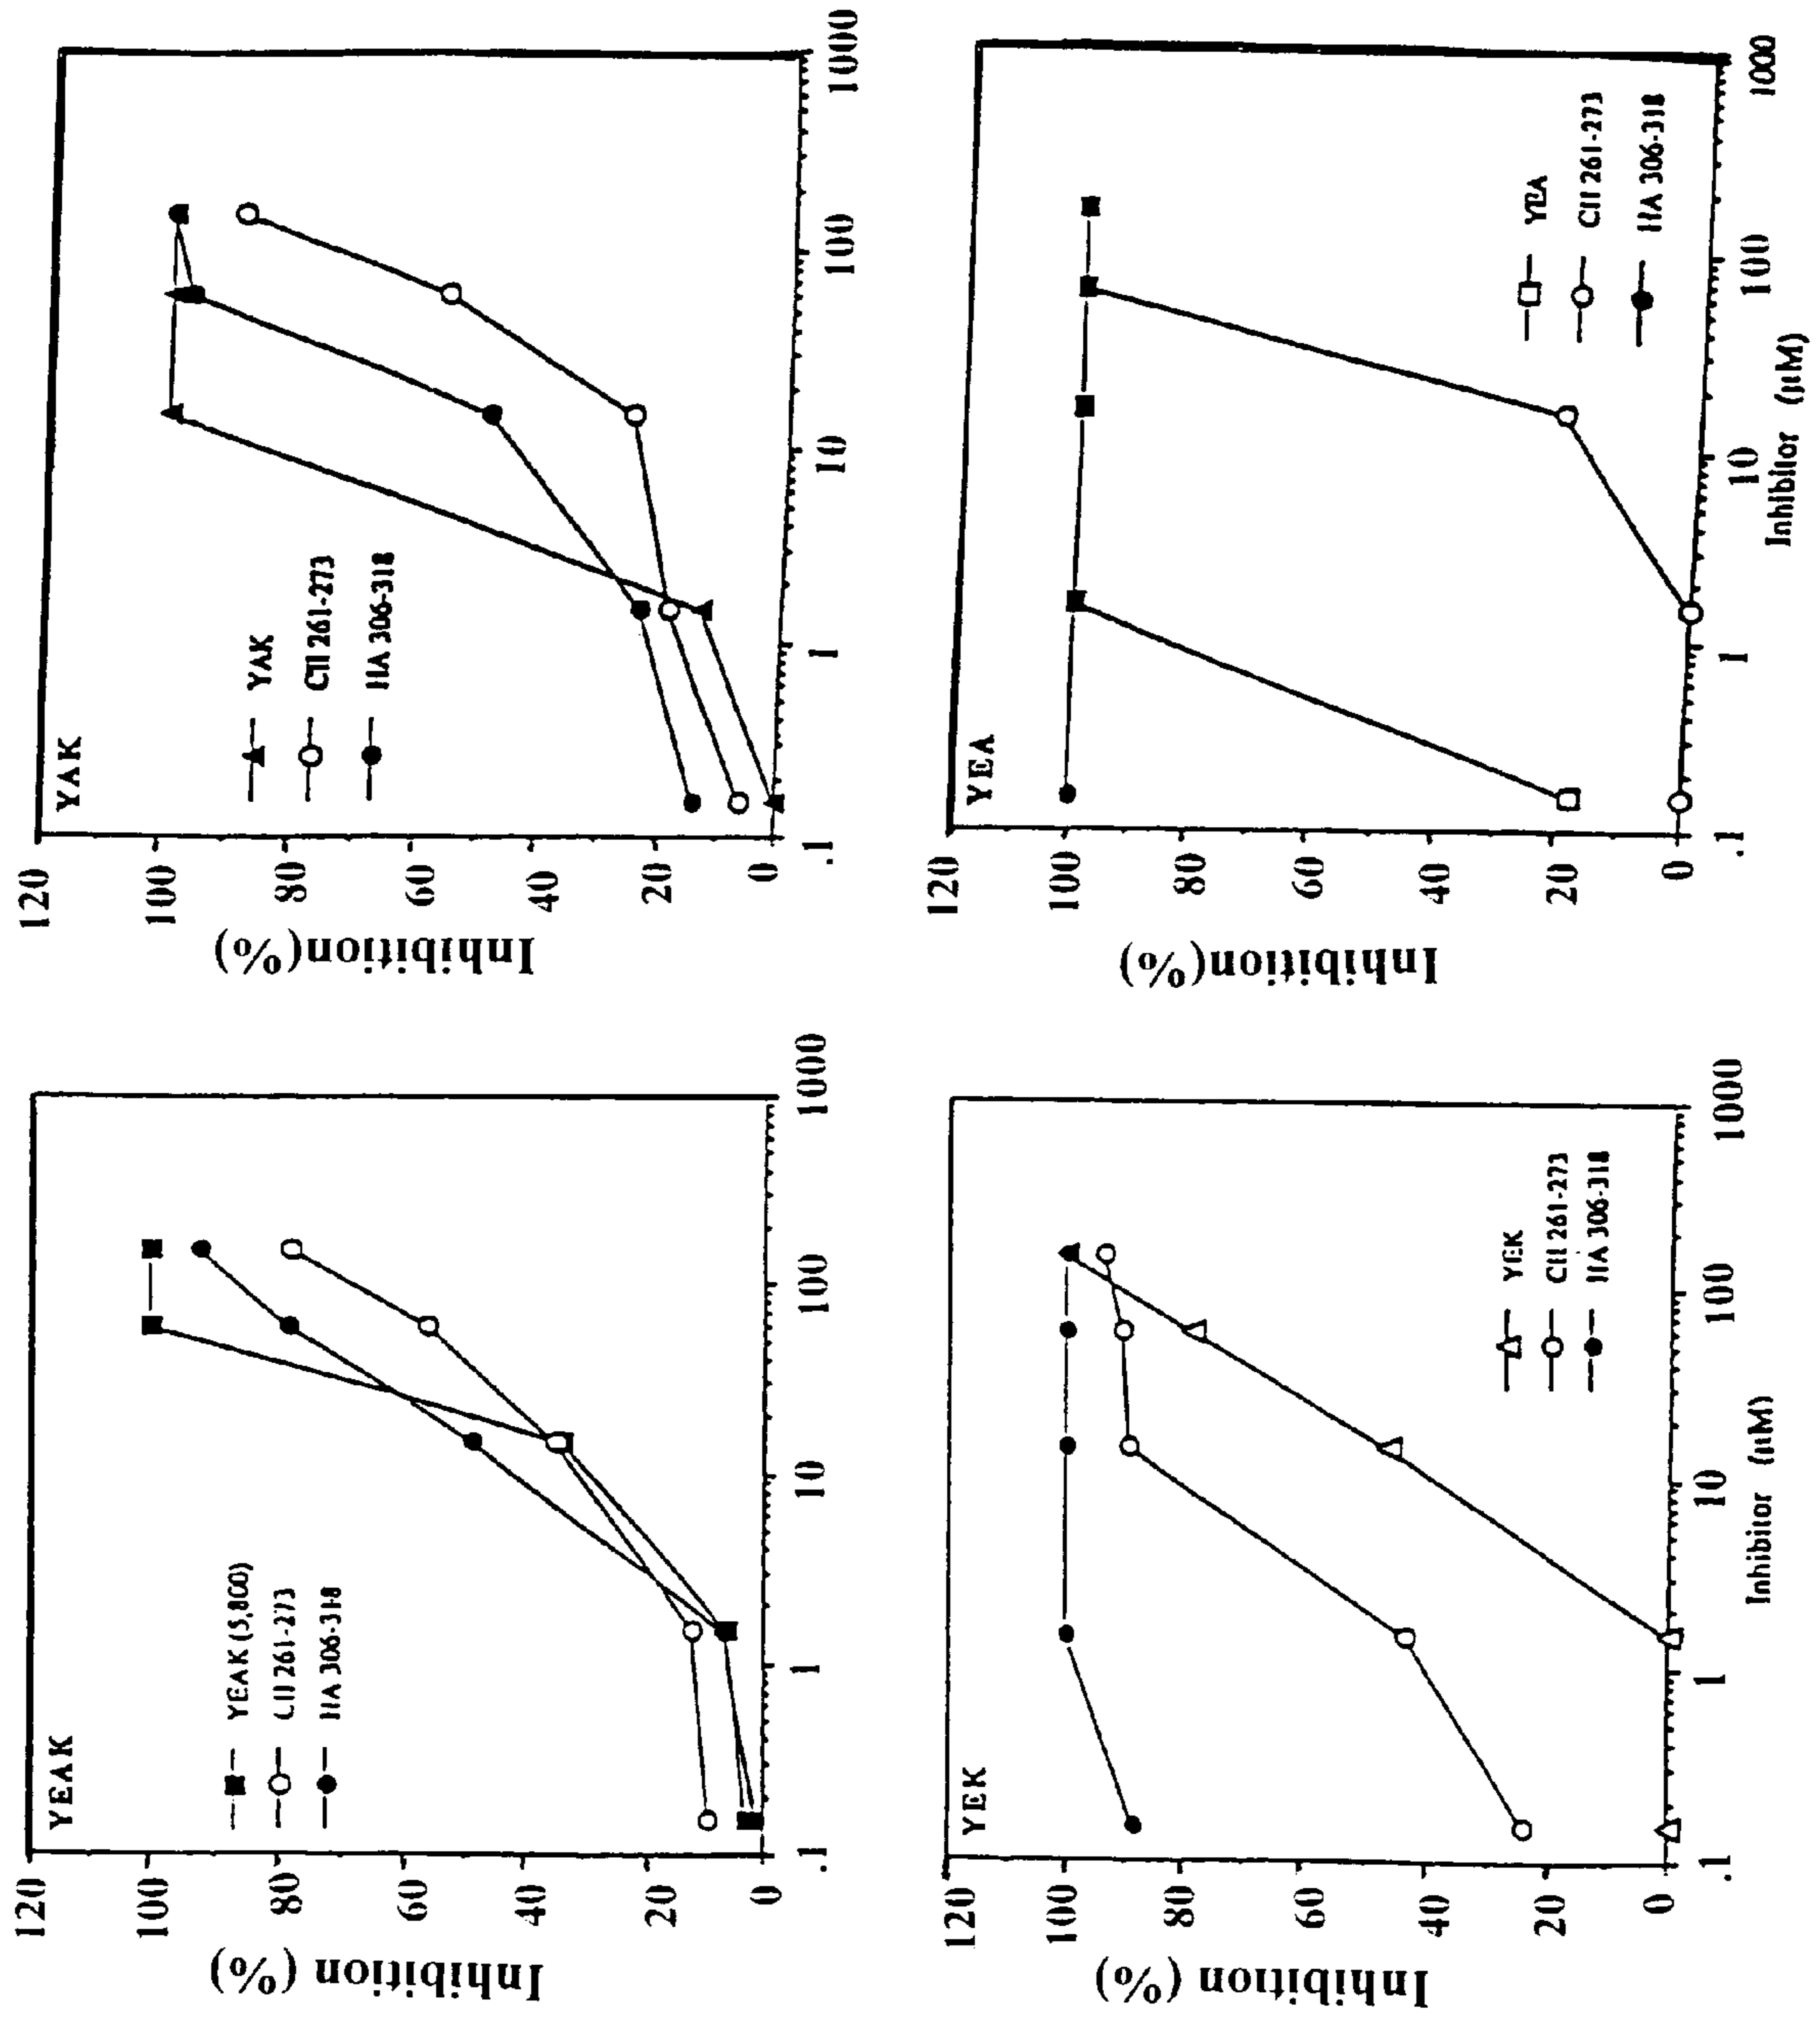 Inhibition (%)
120
100
80
60
40
20
0
YEAK
YEAK (5,800)
CII 261-273
HA 306-318
.1
1
10
100
1000
Inhibition(%)
120
100
80
60
40
20
0
YAK
YAK
CII 261-273
HA 306-318
.1
1
10
100
1000
Inhibition (%)
120
100
80
60
40
20
0
YEK
YEK
CII 261-273
HA 306-318
.1
1
10
100
1000
Inhibitor (µM)
Inhibition(%)
120
100
80
60
40
20
0
YEA
YEA
CII 261-273
HA 306-318
.1
1
10
100
1000
Inhibitor (µM)